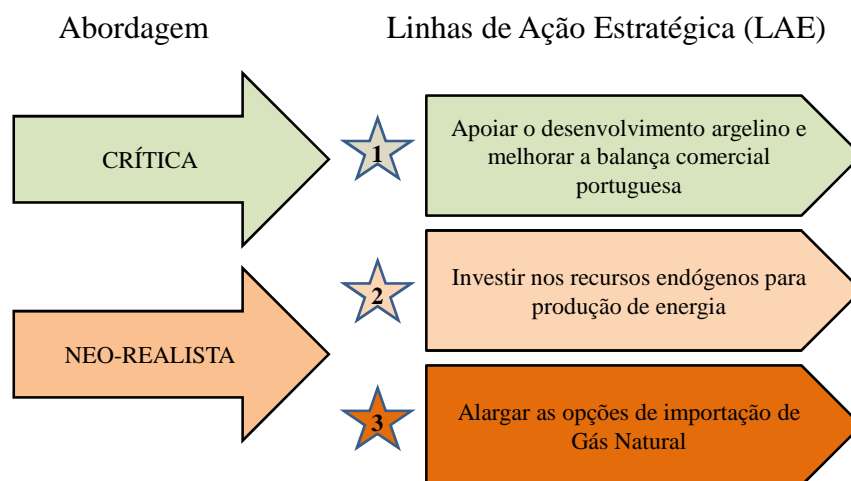 Abordagem
Linhas de Ação Estratégica (LAE)
CRÍTICA
1
Apoiar o desenvolvimento argelino e
melhorar a balança comercial
portuguesa
NEO-REALISTA
2
Investir nos recursos endógenos para
produção de energia
3
Alargar as opções de importação de
Gás Natural